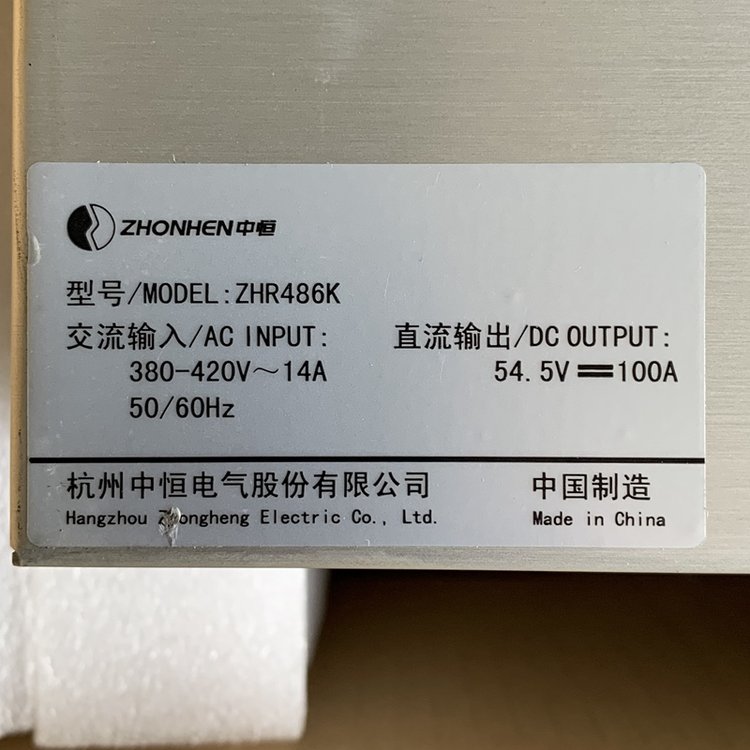 ZHONHEN中恒
型号/MODEL:ZHR486K
交流输入/AC INPUT:
380-420V～14A
50/60Hz
直流输出/DC OUTPUT:
54.5V⎓100A
杭州中恒电气股份有限公司
Hangzhou Zhongheng Electric Co., Ltd.
中国制造
Made in China